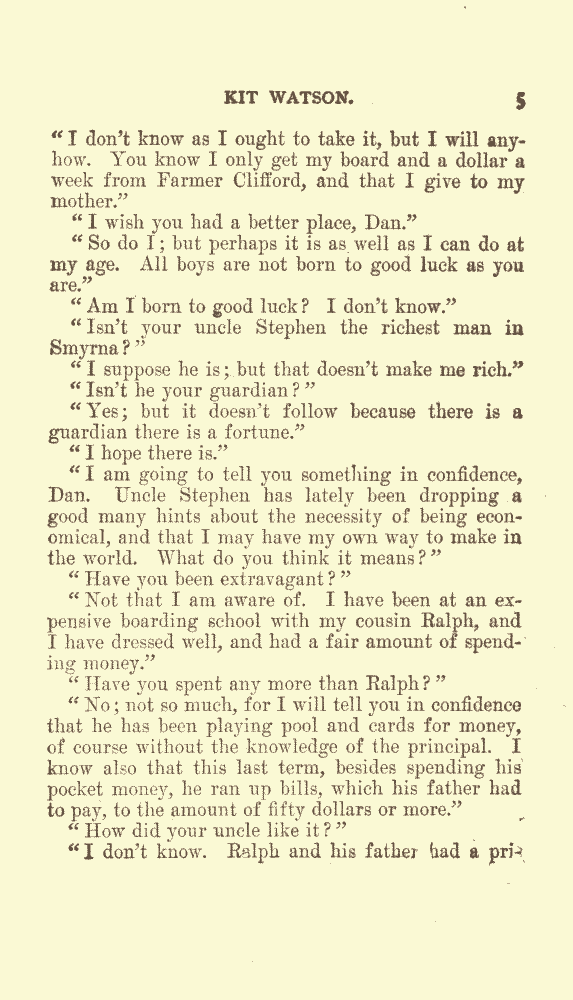 KIT WATSON. 5
“I don’t know as I ought to take it, but I will any-
how. You know I only get my board and a dollar a
week from Farmer Clifford, and that I give to my
mother.”
“I wish you had a better place, Dan.”
“So do I; but perhaps it is as well as I can do at
my age. All boys are not born to good luck as you
are.”
“Am I born to good luck? I don’t know.”
“Isn’t your uncle Stephen the richest man in
Smyrna?”
“I suppose he is; but that doesn’t make me rich.”
“Isn’t he your guardian?”
“Yes; but it doesn’t follow because there is a
guardian there is a fortune.”
“I hope there is.”
“I am going to tell you something in confidence,
Dan. Uncle Stephen has lately been dropping a
good many hints about the necessity of being econ-
omical, and that I may have my own way to make in
the world. What do you think it means?”
“Have you been extravagant?”
“Not that I am aware of. I have been at an ex-
pensive boarding school with my cousin Ralph, and
I have dressed well, and had a fair amount of spend-
ing money.”
“Have you spent any more than Ralph?”
“No; not so much, for I will tell you in confidence
that he has been playing pool and cards for money,
of course without the knowledge of the principal. I
know also that this last term, besides spending his
pocket money, he ran up bills, which his father had
to pay, to the amount of fifty dollars or more.”
“How did your uncle like it?”
“I don’t know. Ralph and his father had a pri-